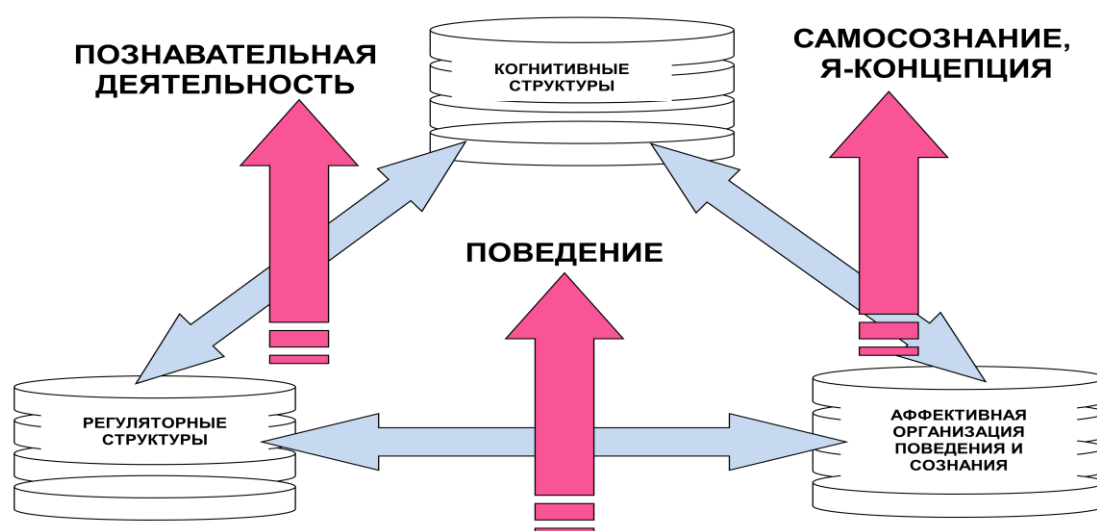 ПОЗНАВАТЕЛЬНАЯ
ДЕЯТЕЛЬНОСТЬ
КОГНИТИВНЫЕ
СТРУКТУРЫ
САМОСОЗНАНИЕ,
Я-КОНЦЕПЦИЯ
ПОВЕДЕНИЕ
РЕГУЛЯТОРНЫЕ
СТРУКТУРЫ
АФФЕКТИВНАЯ
ОРГАНИЗАЦИЯ
ПОВЕДЕНИЯ И
СОЗНАНИЯ